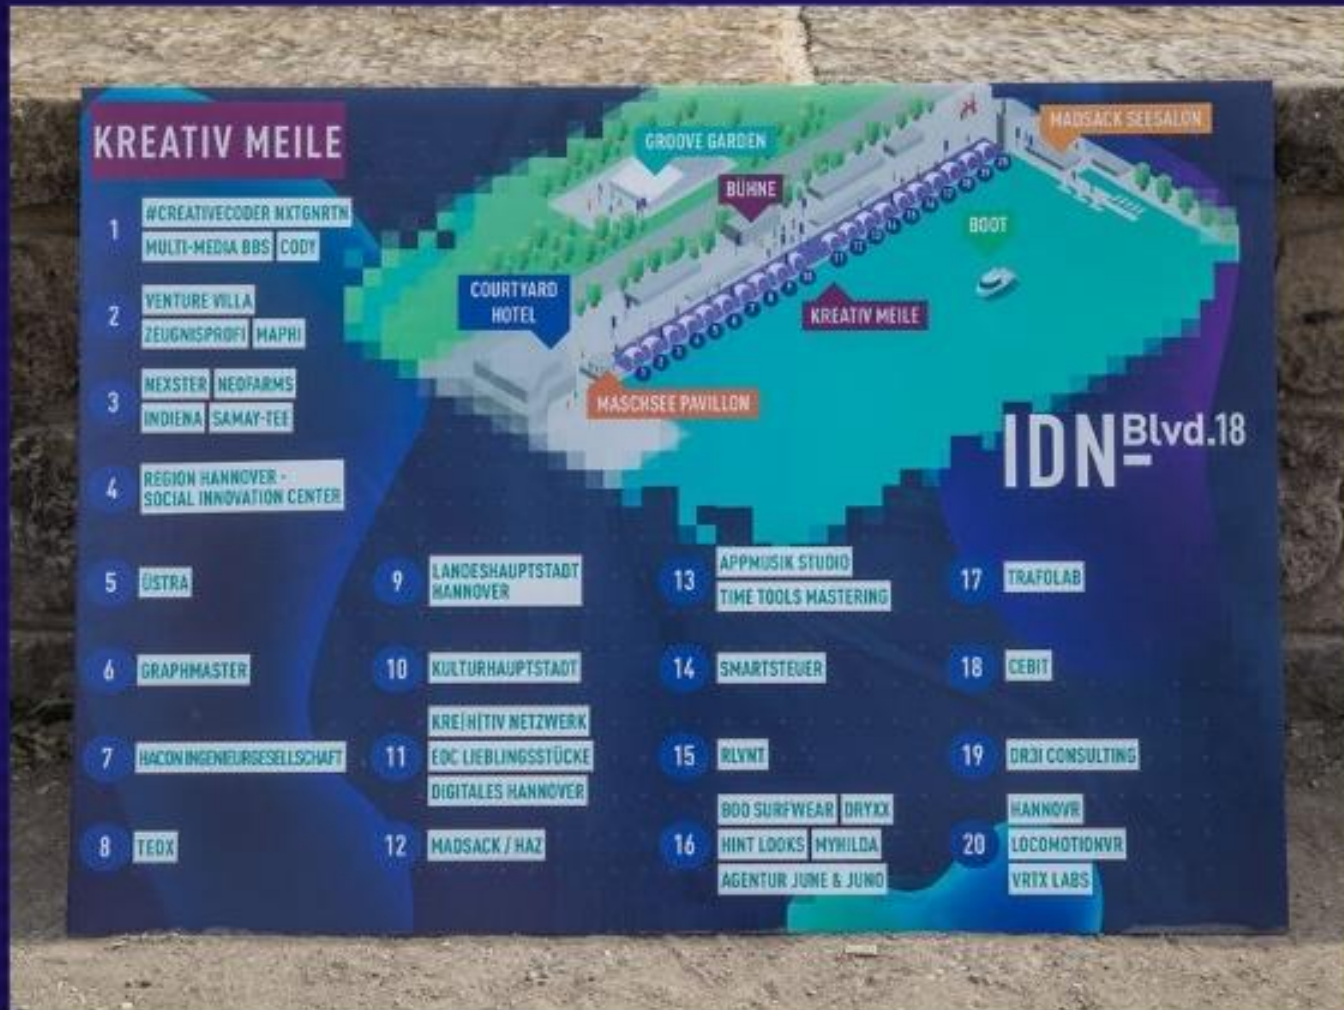 KREATIV MEILE
GROOVE GARDEN
MADSACK SEESALON
BÜHNE
BOOT
COURTYARD
HOTEL
KREATIV MEILE
MASCHSEE PAVILLON
IDN Blvd.18
1
#CREATIVECODER NXTGNRTN
MULTI-MEDIA BBS CODY
2
VENTURE VILLA
ZEUGNISPROFI MAPHI
3
NEXSTER NEOFARMS
INDIENA SAMAY-TEE
4
REGION HANNOVER -
SOCIAL INNOVATION CENTER
5 ÜSTRA
6 GRAPHMASTER
7 HACON INGENIEURGESELLSCHAFT
8 TEDX
9
LANDESHAUPTSTADT
HANNOVER
10 KULTURHAUPTSTADT
11
KRE|H|TIV NETZWERK
EDC LIEBLINGSSTÜCKE
DIGITALES HANNOVER
12 MADSACK / HAZ
13
APPMUSIK STUDIO
TIME TOOLS MASTERING
14 SMARTSTEUER
15 RLVNT
16
BOO SURFWEAR DRYXX
HINT LOOKS MYHILDA
AGENTUR JUNE & JUNO
17 TRAFOLAB
18 CEBIT
19 DR3I CONSULTING
20
HANNOVR
LOCOMOTIONVR
VRTX LABS